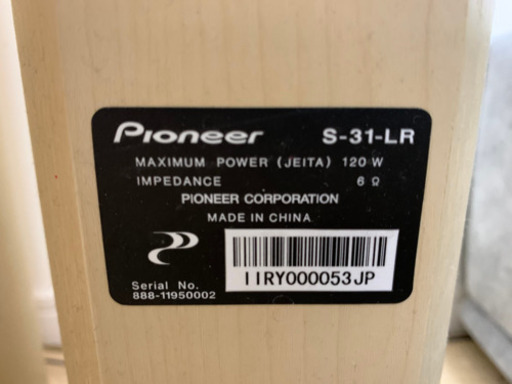 Pioneer S-31-LR
MAXIMUM POWER (JEITA) 120 W
IMPEDANCE 6 Ω
PIONEER CORPORATION
MADE IN CHINA
Serial No.
888-11950002
IIRY000053JP